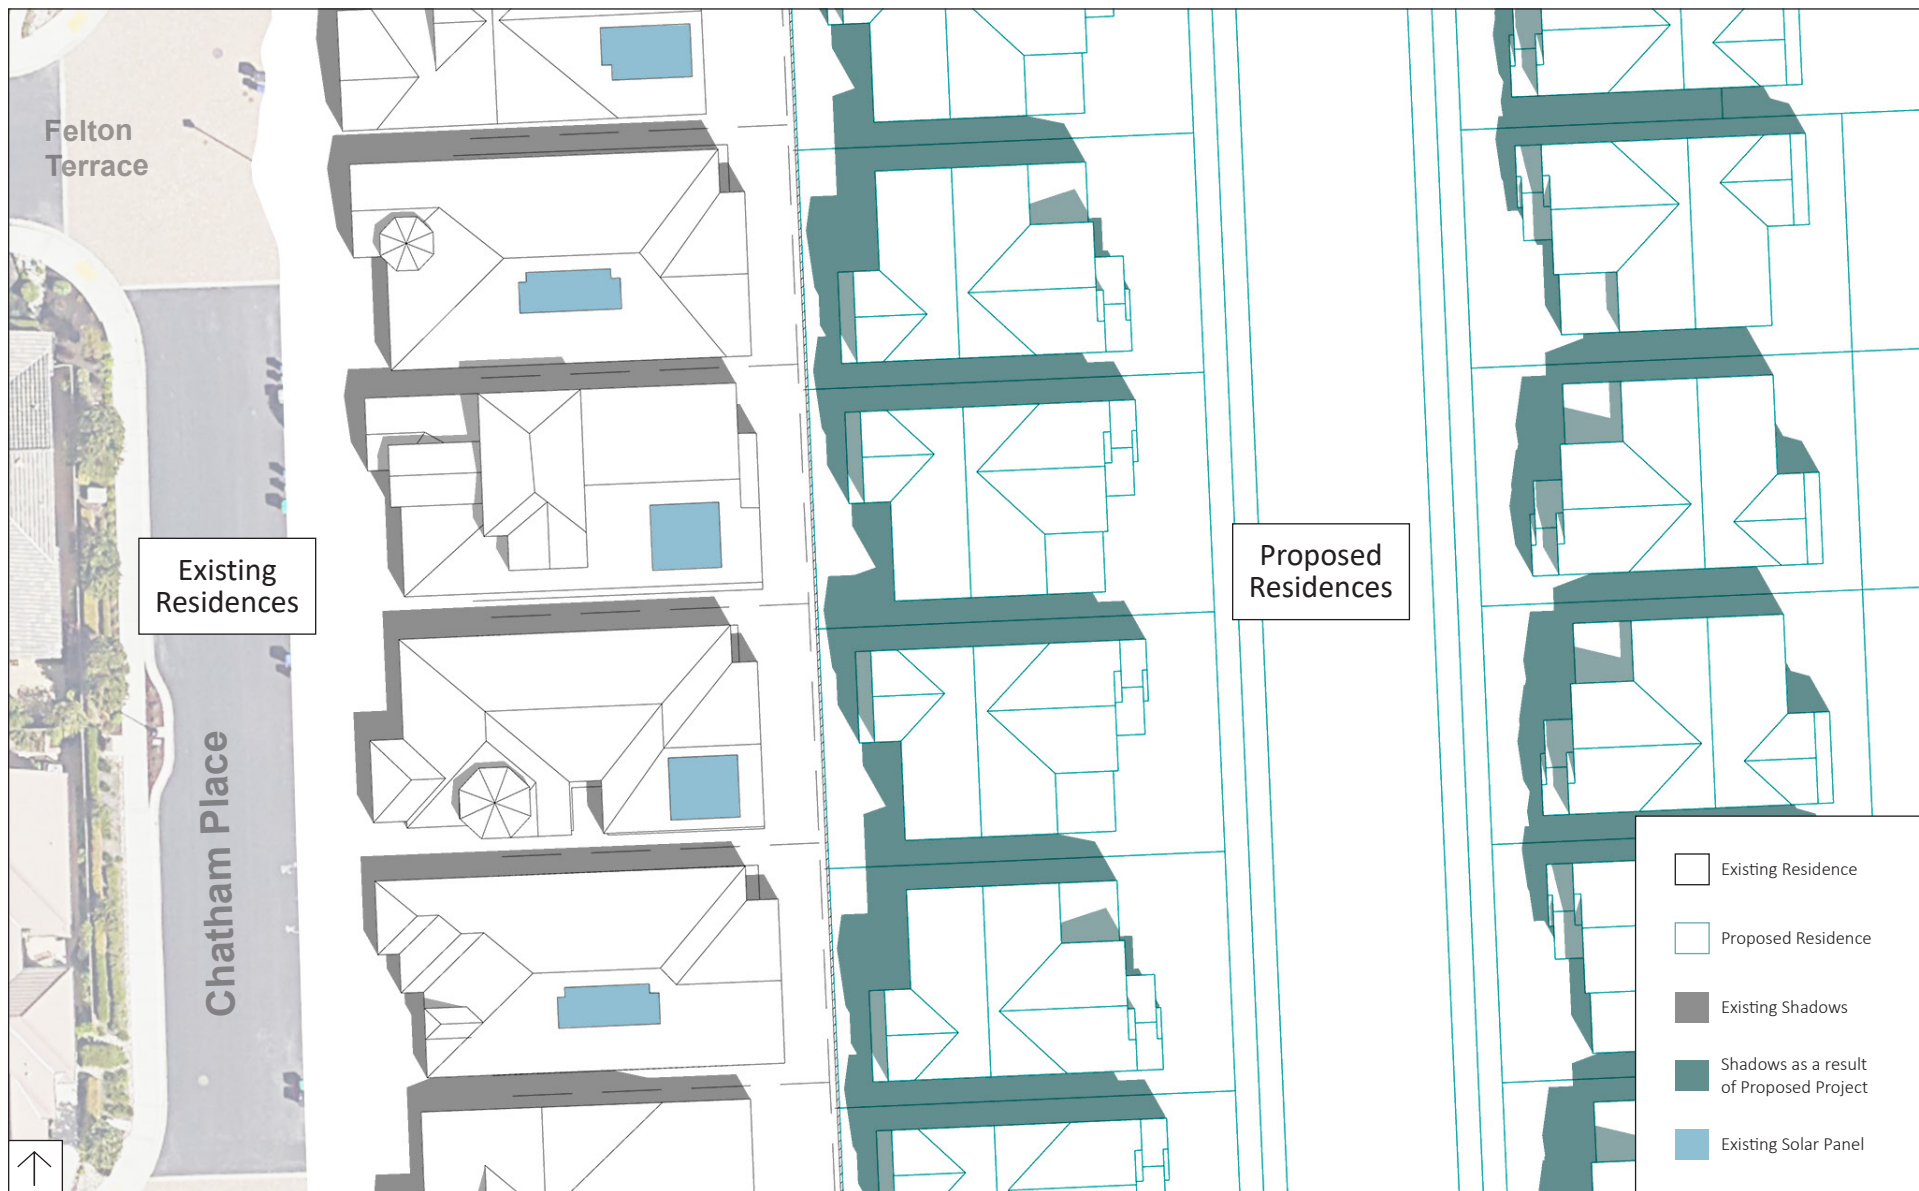 Felton
Terrace
Existing
Residences
Chatham Place
Proposed
Residences
Existing Residence
Proposed Residence
Existing Shadows
Shadows as a result
of Proposed Project
Existing Solar Panel